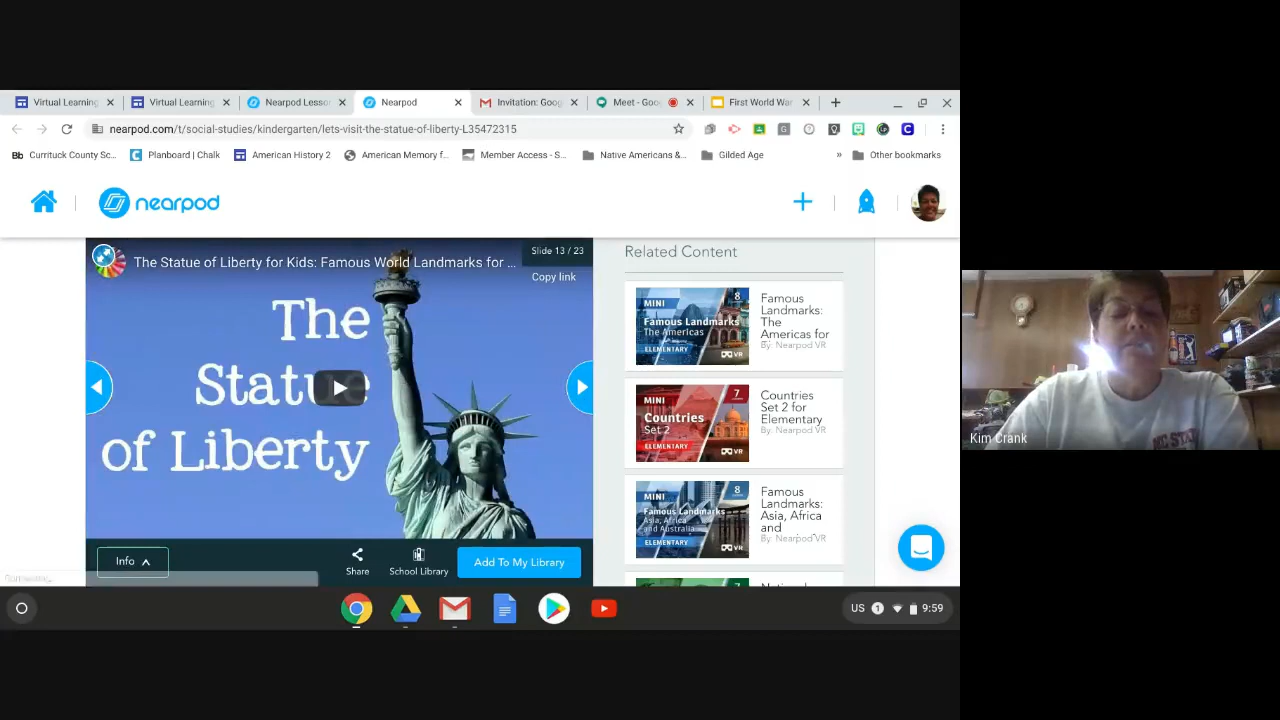 Virtual Learning
Virtual Learning
Nearpod Lesso
Nearpod
Invitation: Goog
Meet - Goo
First World War
nearpod.com/t/social-studies/kindergarten/lets-visit-the-statue-of-liberty-L35472315
Bb Currituck County Sc...
Planboard | Chalk
American History 2
American Memory f...
Member Access - S...
Native Americans &...
Gilded Age
»
Other bookmarks
nearpod
The Statue of Liberty for Kids: Famous World Landmarks for ...
Slide 13 / 23
Copy link
The
Statue
of Liberty
Info
Share
School Library
Add To My Library
Related Content
MINI
8
Famous Landmarks
The Americas
ELEMENTARY
VR
Famous
Landmarks:
The
Americas for
By: Nearpod VR
MINI
7
Countries
Set 2
ELEMENTARY
VR
Countries
Set 2 for
Elementary
By: Nearpod VR
MINI
8
Famous Landmarks
Asia, Africa
and Australia
ELEMENTARY
VR
Famous
Landmarks:
Asia, Africa
and
By: Nearpod VR
US 1 9:59
Kim Crank